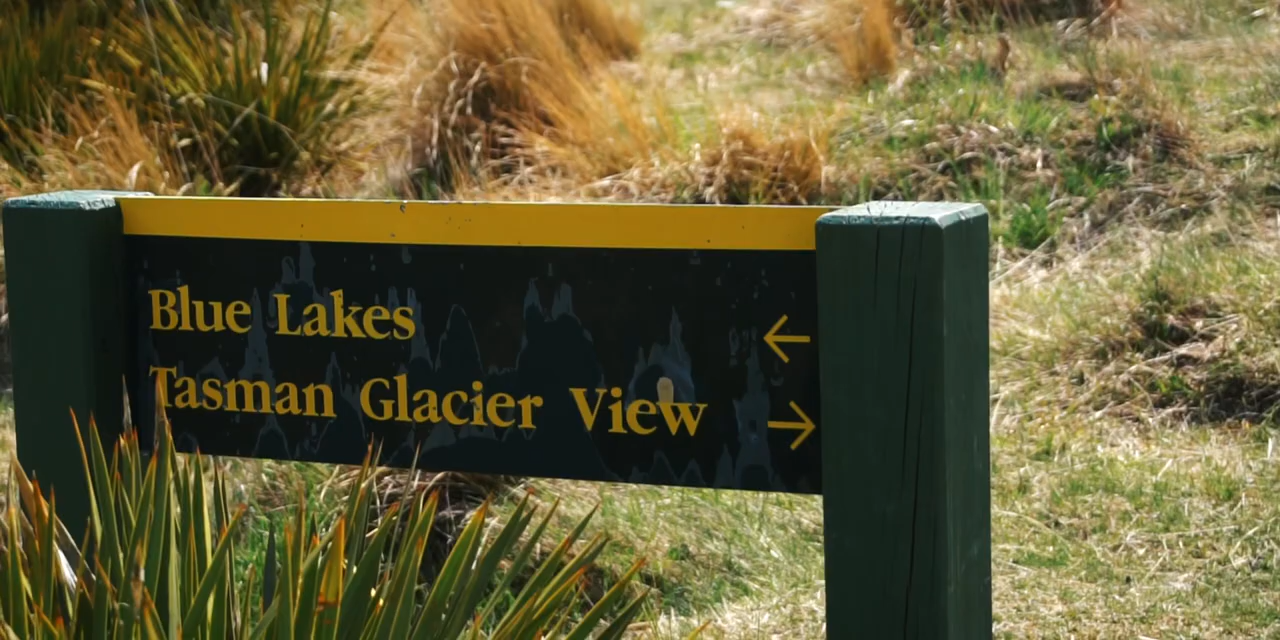 Blue Lakes ←
Tasman Glacier View →